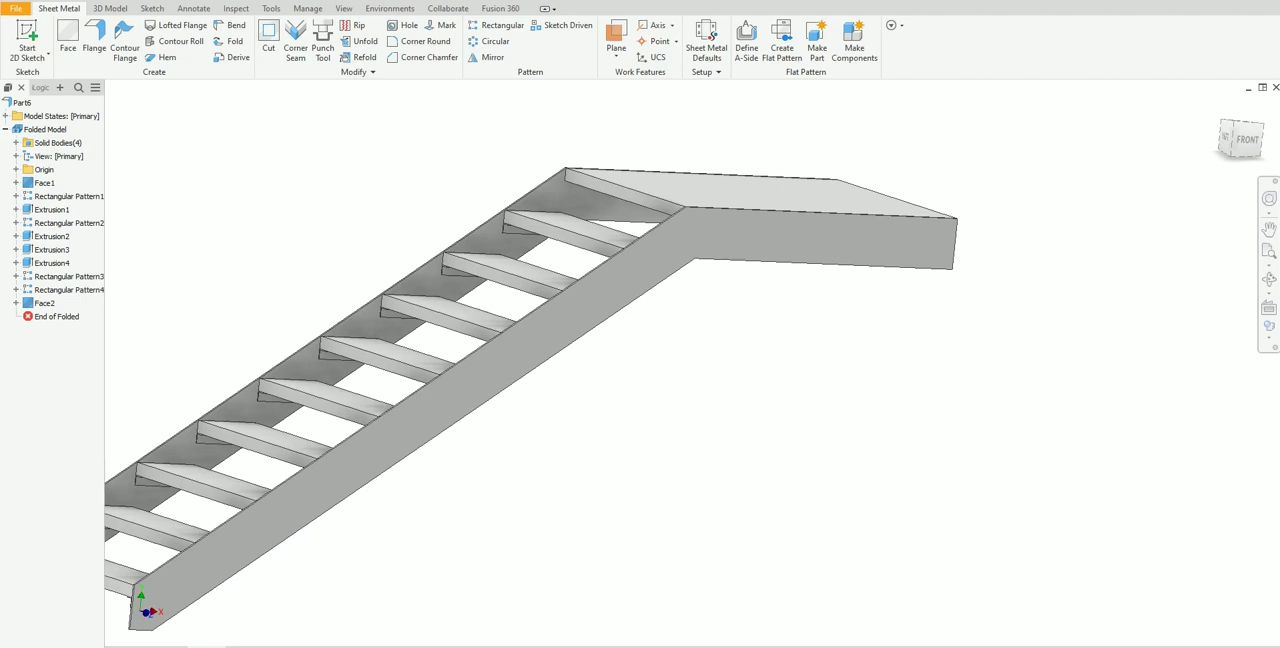 File Sheet Metal 3D Model Sketch Annotate Inspect Tools Manage View Environments Collaborate Fusion 360
Start
2D Sketch
Face
Flange
Contour
Flange
Lofted Flange
Contour Roll
Hem
Bend
Fold
Derive
Cut
Corner
Seam
Punch
Tool
Rip
Unfold
Refold
Hole
Mark
Corner Round
Corner Chamfer
Rectangular
Circular
Mirror
Sketch Driven
Plane
Axis
Point
UCS
Sheet Metal
Defaults
Define
A-Side
Create
Flat Pattern
Make
Part
Make
Components
Sketch Create Modify Pattern Work Features Setup Flat Pattern
Logic
Part6
Model States: [Primary]
Folded Model
Solid Bodies(4)
View: [Primary]
Origin
Face1
Rectangular Pattern1
Extrusion1
Rectangular Pattern2
Extrusion2
Extrusion3
Extrusion4
Rectangular Pattern3
Rectangular Pattern4
Face2
End of Folded
FRONT
X